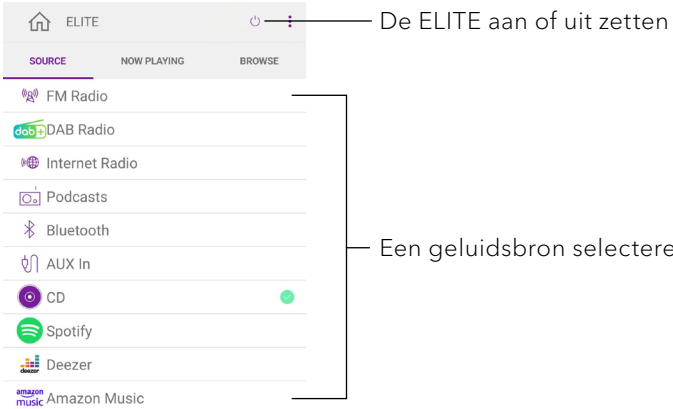 ELITE
De ELITE aan of uit zetten
SOURCE NOW PLAYING BROWSE
FM Radio
dab+ DAB Radio
Internet Radio
Podcasts
Bluetooth
Een geluidsbron selectere
AUX In
CD
Spotify
deezer Deezer
amazon music Amazon Music